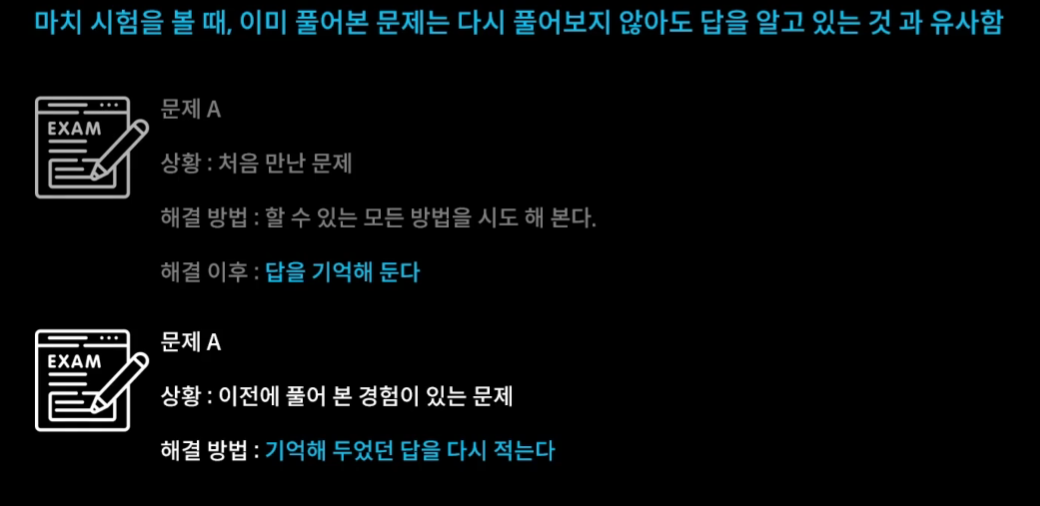 마치 시험을 볼 때, 이미 풀어본 문제는 다시 풀어보지 않아도 답을 알고 있는 것 과 유사함
EXAM
문제 A
상황 : 처음 만난 문제
해결 방법 : 할 수 있는 모든 방법을 시도 해 본다.
해결 이후 : 답을 기억해 둔다
EXAM
문제 A
상황 : 이전에 풀어 본 경험이 있는 문제
해결 방법 : 기억해 두었던 답을 다시 적는다